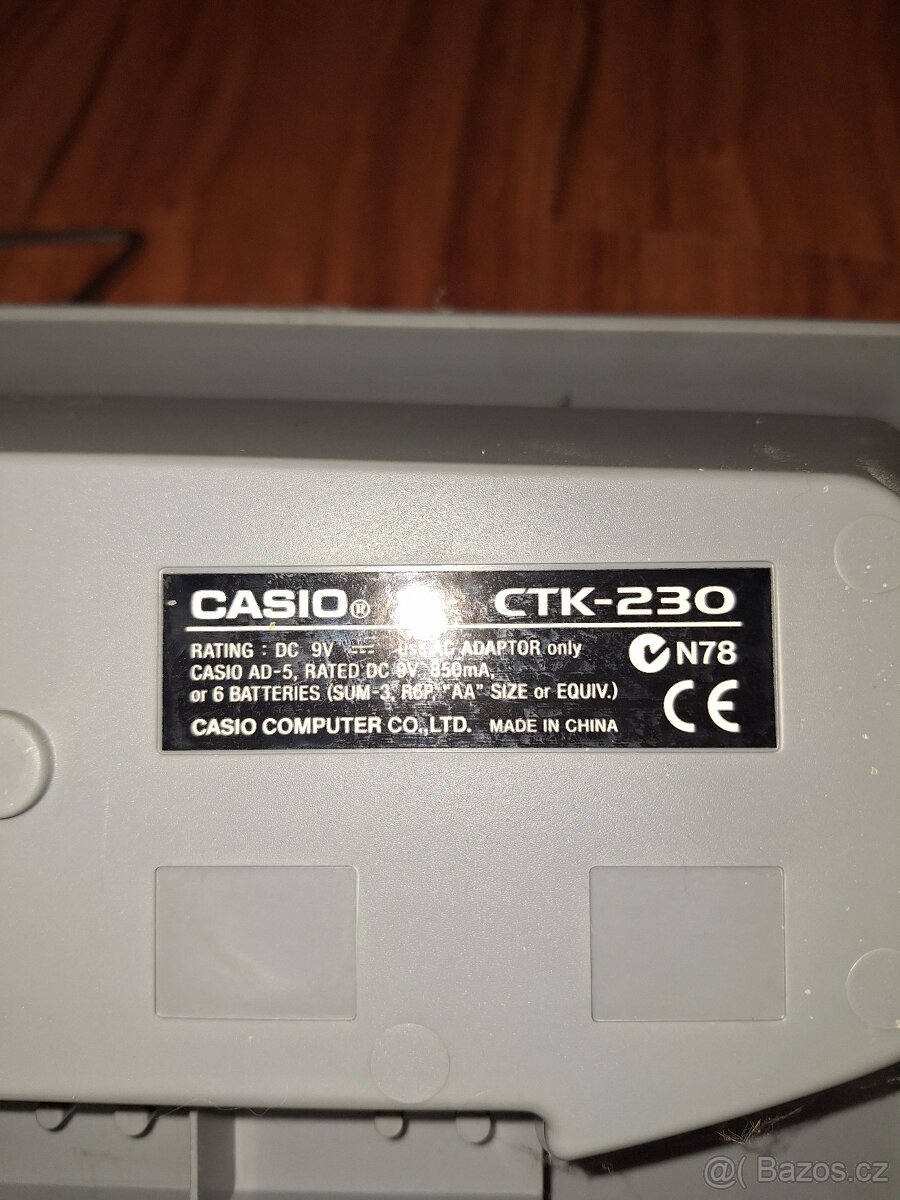 CASIO® CTK-230
RATING : DC 9V ⎓ use AC ADAPTOR only
CASIO AD-5, RATED DC 9V 850mA,
or 6 BATTERIES (SUM-3, R6P, "AA" SIZE or EQUIV.)
N78
CE
CASIO COMPUTER CO.,LTD. MADE IN CHINA
@( Bazos.cz